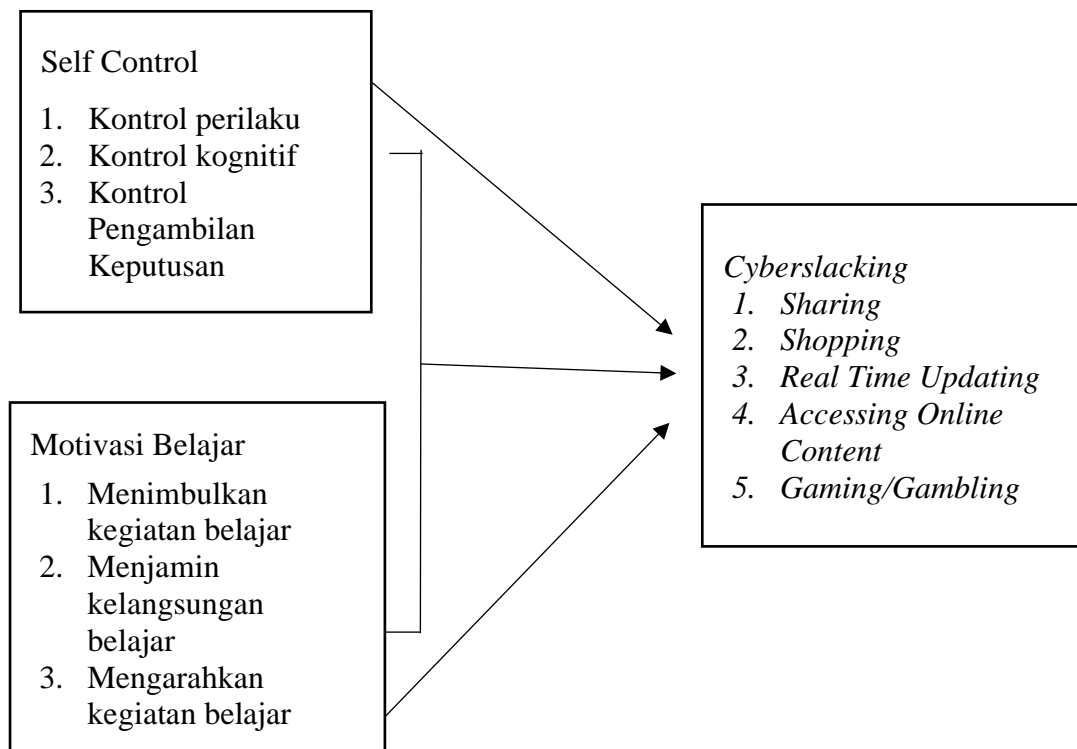 Self Control
1. Kontrol perilaku
2. Kontrol kognitif
3. Kontrol
Pengambilan
Keputusan
Motivasi Belajar
1. Menimbulkan
kegiatan belajar
2. Menjamin
kelangsungan
belajar
3. Mengarahkan
kegiatan belajar
Cyberslacking
1. Sharing
2. Shopping
3. Real Time Updating
4. Accessing Online
Content
5. Gaming/Gambling